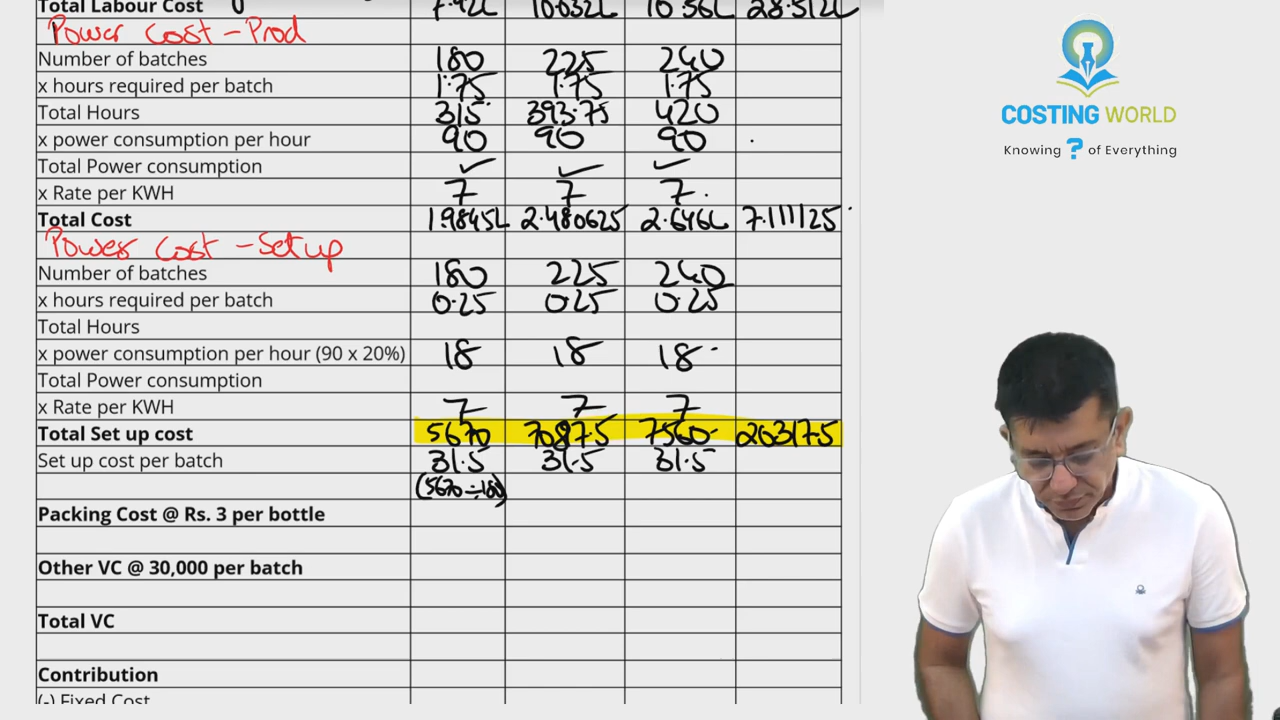 Total Labour Cost 7.92L 10.032L 10.56L 28.512L
Power Cost - Prod
Number of batches 180 225 240
x hours required per batch 1.75 1.75 1.75
Total Hours 315 393.75 420
x power consumption per hour 90 90 90
Total Power consumption ✓ ✓ ✓
x Rate per KWH 7 7 7
Total Cost 1.9845L 2.480625 2.646L 7.111125
Power Cost - Set up
Number of batches 180 225 240
x hours required per batch 0.25 0.25 0.25
Total Hours
x power consumption per hour (90 x 20%) 18 18 18
Total Power consumption
x Rate per KWH 7 7 7
Total Set up cost 5670 7087.5 7560 20317.5
Set up cost per batch 31.5 31.5 31.5
(5670 ÷ 180)
Packing Cost @ Rs. 3 per bottle
Other VC @ 30,000 per batch
Total VC
Contribution
(-) Fixed Cost
COSTING WORLD
Knowing ? of Everything